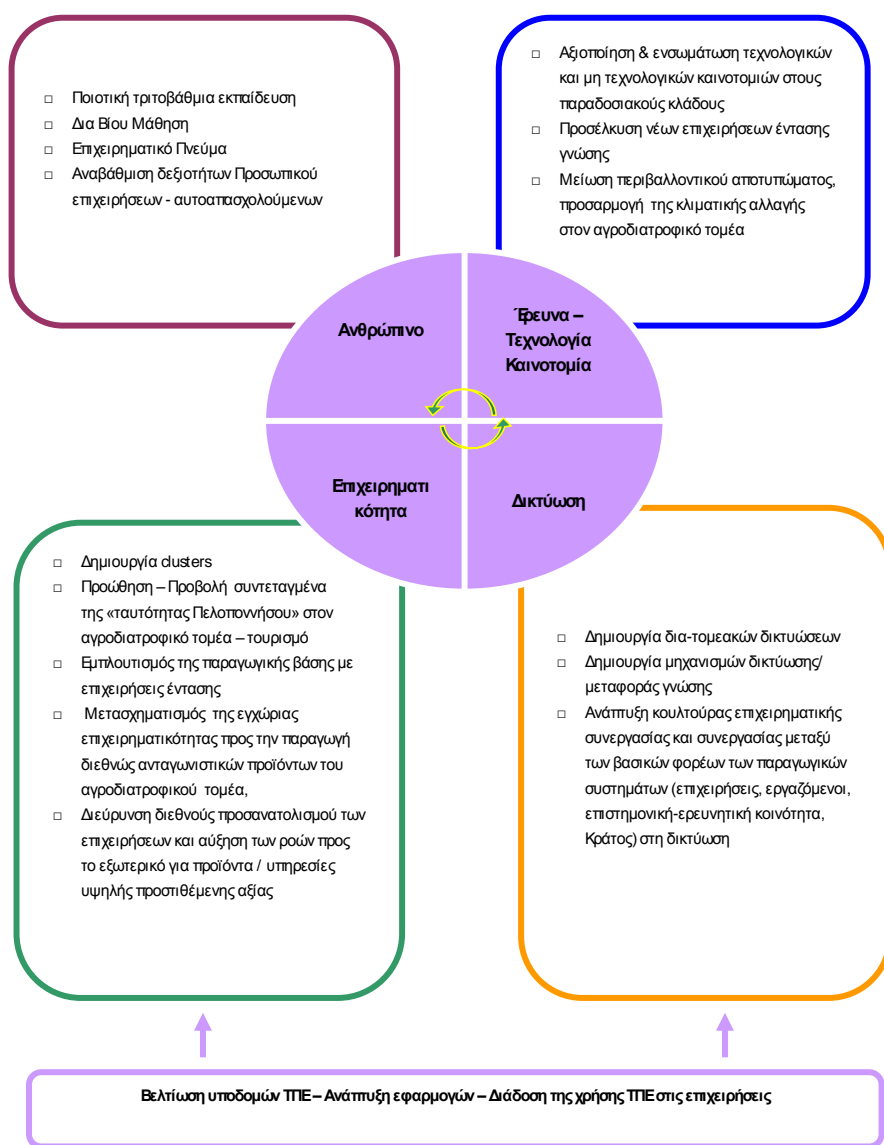 □ Ποιοτική τριτοβάθμια εκπαίδευση
□ Δια Βίου Μάθηση
□ Επιχειρηματικό Πνεύμα
□ Αναβάθμιση δεξιοτήτων Προσωπικού
επιχειρήσεων - αυτοαπασχολούμενων
□ Αξιοποίηση & ενσωμάτωση τεχνολογικών
και μη τεχνολογικών καινοτομιών στους
παραδοσιακούς κλάδους
□ Προσέλκυση νέων επιχειρήσεων έντασης
γνώσης
□ Μείωση περιβαλλοντικού αποτυπώματος,
προσαρμογή της κλιματικής αλλαγής
στον αγροδιατροφικό τομέα
Ανθρώπινο
Έρευνα –
Τεχνολογία
Καινοτομία
Επιχειρηματι
κότητα
Δικτύωση
□ Δημιουργία clusters
□ Προώθηση – Προβολή συντεταγμένα
της «ταυτότητας Πελοποννήσου» στον
αγροδιατροφικό τομέα – τουρισμό
□ Εμπλουτισμός της παραγωγικής βάσης με
επιχειρήσεις έντασης
□ Μετασχηματισμός της εγχώριας
επιχειρηματικότητας προς την παραγωγή
διεθνώς ανταγωνιστικών προϊόντων του
αγροδιατροφικού τομέα,
□ Διεύρυνση διεθνούς προσανατολισμού των
επιχειρήσεων και αύξηση των ροών προς
το εξωτερικό για προϊόντα / υπηρεσίες
υψηλής προστιθέμενης αξίας
□ Δημιουργία δια-τομεακών δικτυώσεων
□ Δημιουργία μηχανισμών δικτύωσης/
μεταφοράς γνώσης
□ Ανάπτυξη κουλτούρας επιχειρηματικής
συνεργασίας και συνεργασίας μεταξύ
των βασικών φορέων των παραγωγικών
συστημάτων (επιχειρήσεις, εργαζόμενοι,
επιστημονική-ερευνητική κοινότητα,
Κράτος) στη δικτύωση
Βελτίωση υποδομών ΤΠΕ – Ανάπτυξη εφαρμογών – Διάδοση της χρήσης ΤΠΕ στις επιχειρήσεις